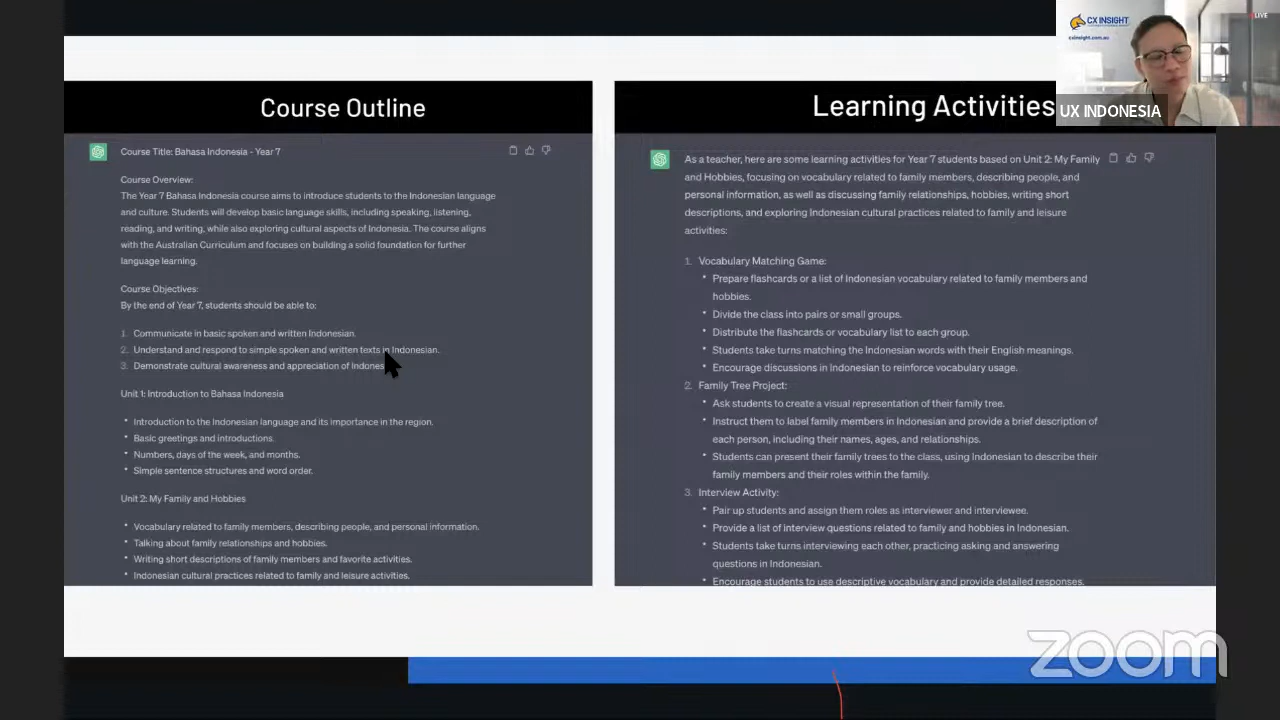 CX INSIGHT
cxinsight.com.au
LIVE
UX INDONESIA
Course Outline
Course Title: Bahasa Indonesia - Year 7
Course Overview:
The Year 7 Bahasa Indonesia course aims to introduce students to the Indonesian language
and culture. Students will develop basic language skills, including speaking, listening,
reading, and writing, while also exploring cultural aspects of Indonesia. The course aligns
with the Australian Curriculum and focuses on building a solid foundation for further
language learning.
Course Objectives:
By the end of Year 7, students should be able to:
1. Communicate in basic spoken and written Indonesian.
2. Understand and respond to simple spoken and written texts in Indonesian.
3. Demonstrate cultural awareness and appreciation of
Unit 1: Introduction to Bahasa Indonesia
• Introduction to the Indonesian language and its importance in the region.
• Basic greetings and introductions.
• Numbers, days of the week, and months.
• Simple sentence structures and word order.
Unit 2: My Family and Hobbies
• Vocabulary related to family members, describing people, and personal information.
• Talking about family relationships and hobbies.
• Writing short descriptions of family members and favorite activities.
• Indonesian cultural practices related to family and leisure activities.
Learning Activities
As a teacher, here are some learning activities for Year 7 students based on Unit 2: My Family
and Hobbies, focusing on vocabulary related to family members, describing people, and
personal information, as well as discussing family relationships, hobbies, writing short
descriptions, and exploring Indonesian cultural practices related to family and leisure
activities:
1. Vocabulary Matching Game:
• Prepare flashcards or a list of Indonesian vocabulary related to family members and
hobbies.
• Divide the class into pairs or small groups.
• Distribute the flashcards or vocabulary list to each group.
• Students take turns matching the Indonesian words with their English meanings.
• Encourage discussions in Indonesian to reinforce vocabulary usage.
2. Family Tree Project:
• Ask students to create a visual representation of their family tree.
• Instruct them to label family members in Indonesian and provide a brief description of
each person, including their names, ages, and relationships.
• Students can present their family trees to the class, using Indonesian to describe their
family members and their roles within the family.
3. Interview Activity:
• Pair up students and assign them roles as interviewer and interviewee.
• Provide a list of interview questions related to family and hobbies in Indonesian.
• Students take turns interviewing each other, practicing asking and answering
questions in Indonesian.
• Encourage students to use descriptive vocabulary and provide detailed responses.
zoom